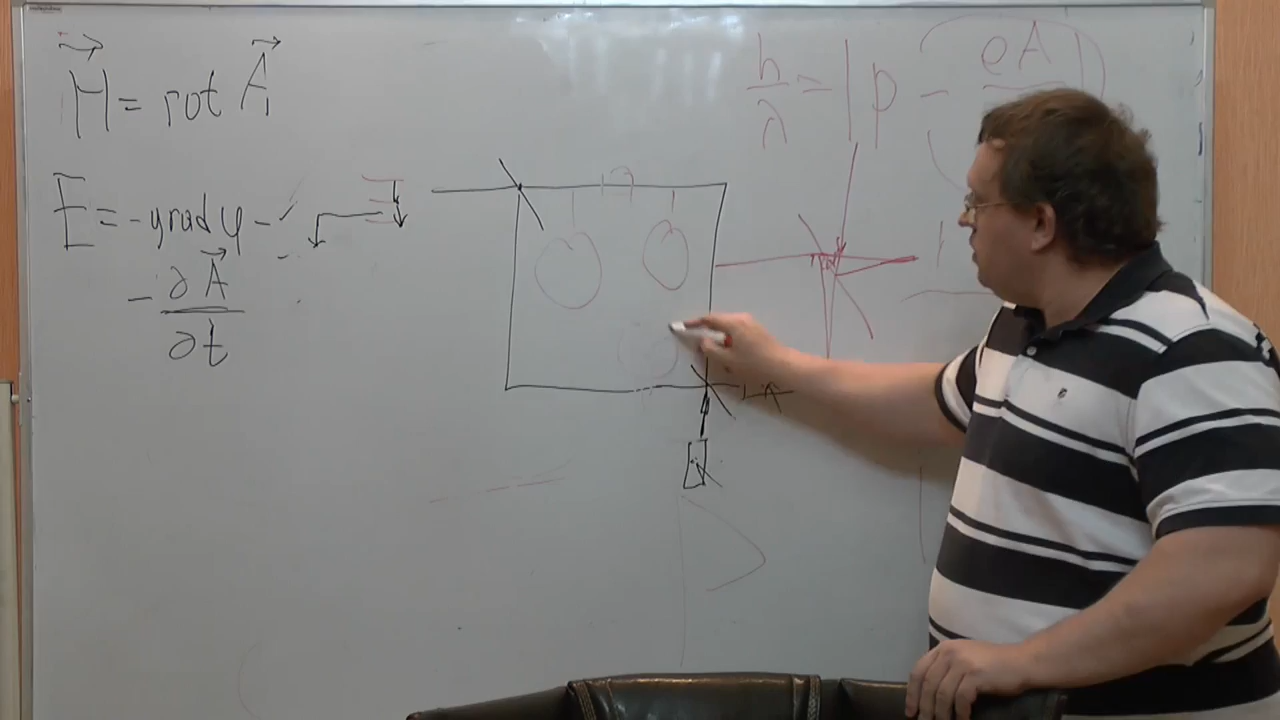 H = rot A
E = -grad φ -
- ∂A
∂t
h/λ = |p - eA